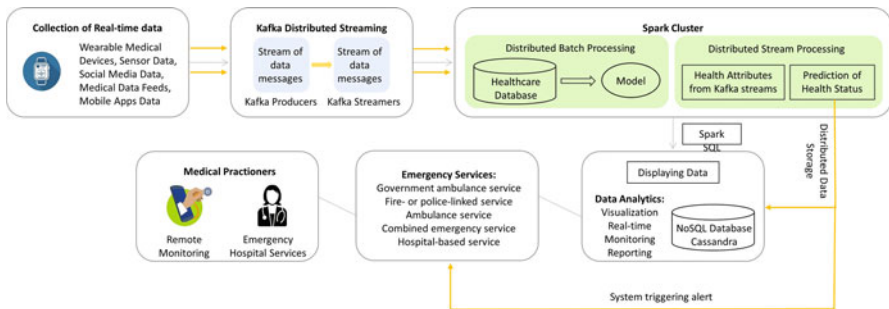 Collection of Real-time data
Wearable Medical
Devices, Sensor Data,
Social Media Data,
Medical Data Feeds,
Mobile Apps Data
Kafka Distributed Streaming
Stream of
data
messages
Stream of
data
messages
Kafka Producers
Kafka Streamers
Spark Cluster
Distributed Batch Processing
Healthcare
Database
Model
Distributed Stream Processing
Health Attributes
from Kafka streams
Prediction of
Health Status
Spark
SQL
Distributed Data
Storage
Medical Practioners
Remote
Monitoring
Emergency
Hospital Services
Emergency Services:
Government ambulance service
Fire- or police-linked service
Ambulance service
Combined emergency service
Hospital-based service
Displaying Data
Data Analytics:
Visualization
Real-time
Monitoring
Reporting
NoSQL Database
Cassandra
System triggering alert